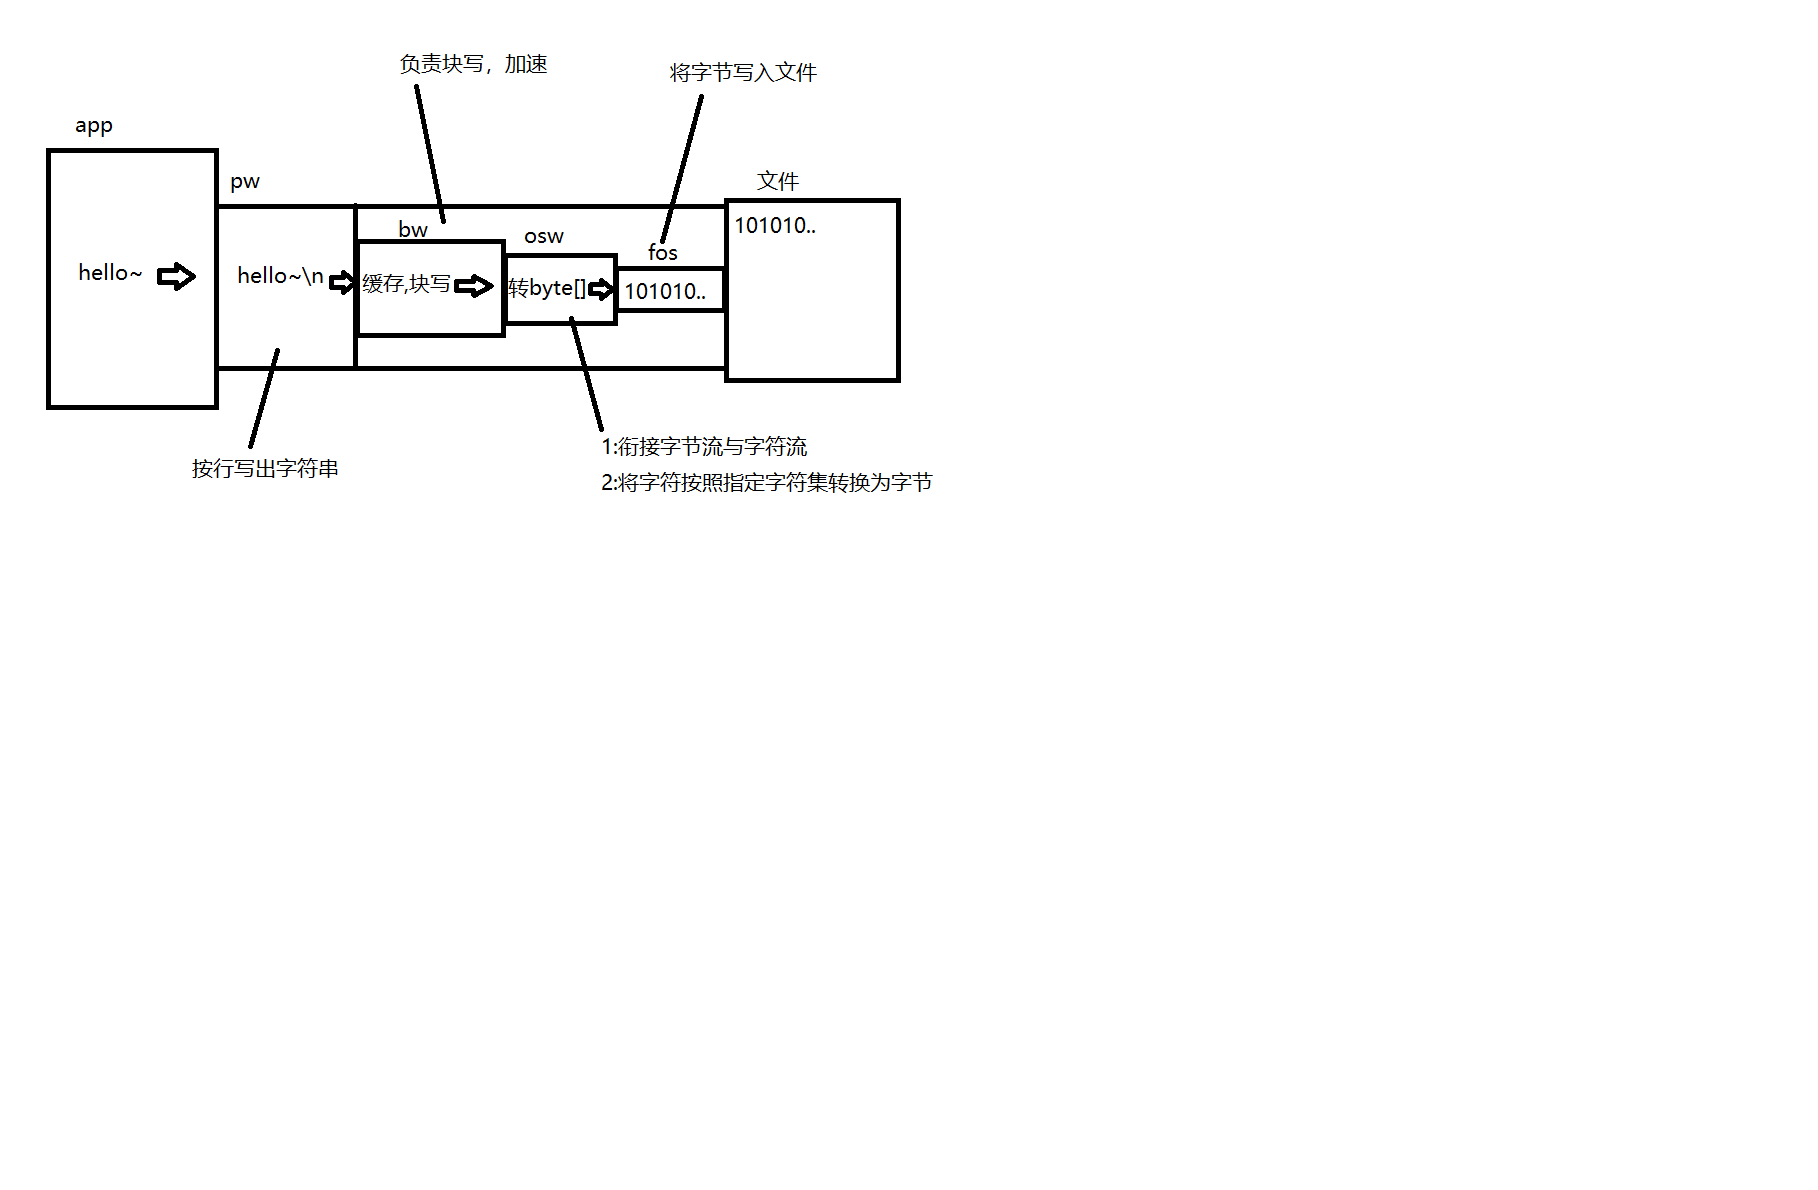 负责块写，加速
将字节写入文件
app
pw
文件
bw
osw
fos
101010..
hello~
hello~\n
缓存,块写
转byte[]
101010..
按行写出字符串
1:衔接字节流与字符流
2:将字符按照指定字符集转换为字节